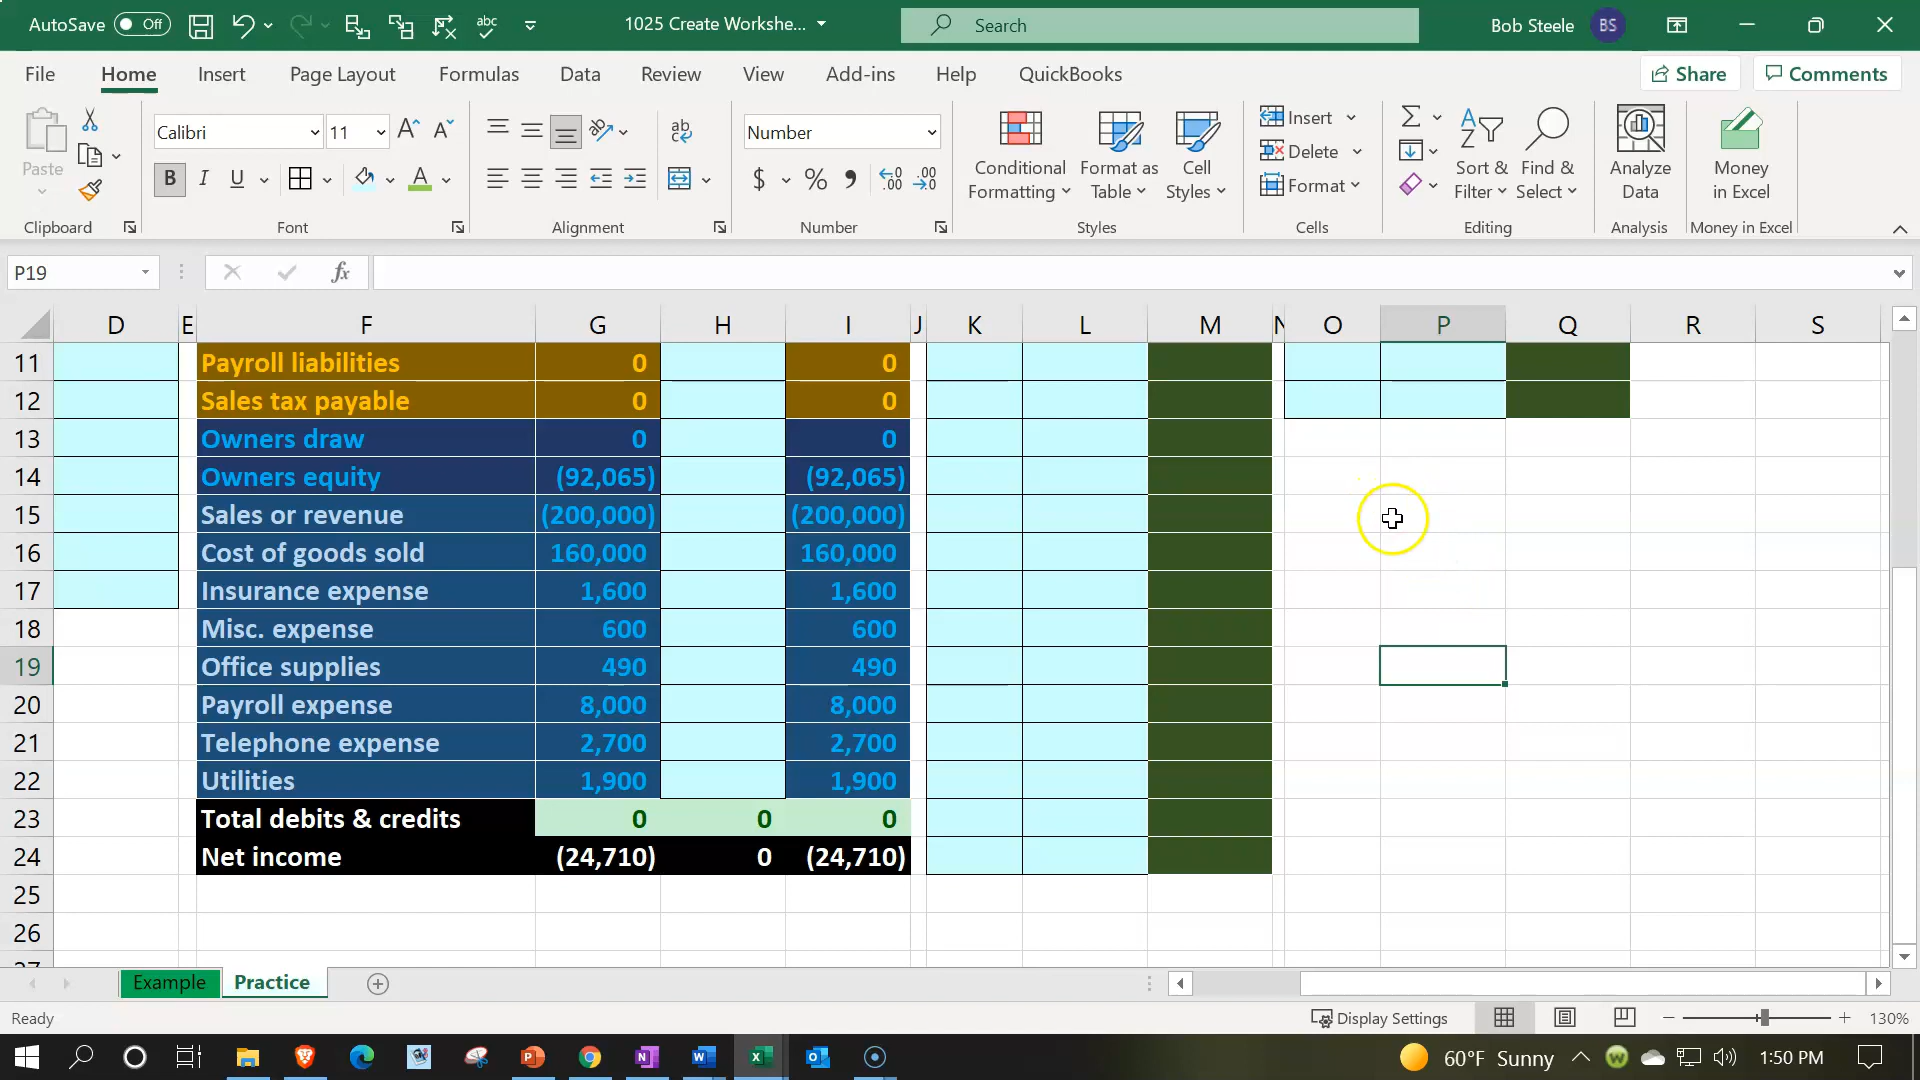 AutoSave Off abc 1025 Create Workshe... Search Bob Steele BS
File Home Insert Page Layout Formulas Data Review View Add-ins Help QuickBooks Share Comments
Paste Calibri 11 ab Number Conditional Formatting Format as Table Cell Styles Insert Delete Format Sort & Filter Find & Select Analyze Data Money in Excel
B I U A $ % 9 .00
Clipboard Font Alignment Number Styles Cells Editing Analysis Money in Excel
P19 fx
D E F G H I J K L M N O P Q R S
11 Payroll liabilities 0 0
12 Sales tax payable 0 0
13 Owners draw 0 0
14 Owners equity (92,065) (92,065)
15 Sales or revenue (200,000) (200,000)
16 Cost of goods sold 160,000 160,000
17 Insurance expense 1,600 1,600
18 Misc. expense 600 600
19 Office supplies 490 490
20 Payroll expense 8,000 8,000
21 Telephone expense 2,700 2,700
22 Utilities 1,900 1,900
23 Total debits & credits 0 0 0
24 Net income (24,710) 0 (24,710)
25
26
27
Example Practice
Ready Display Settings 130%
60°F Sunny 1:50 PM